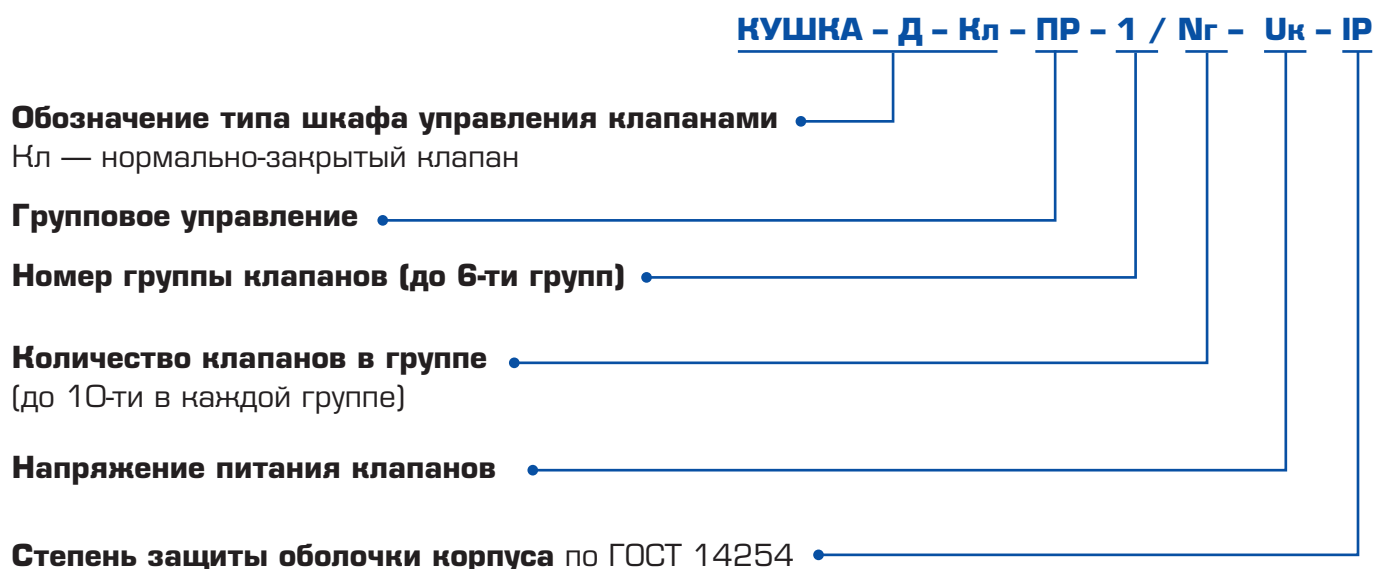 КУШКА – Д – Кл – ПР – 1 / Nг – Uк – IP
Обозначение типа шкафа управления клапанами
Кл — нормально-закрытый клапан
Групповое управление
Номер группы клапанов (до 6-ти групп)
Количество клапанов в группе
(до 10-ти в каждой группе)
Напряжение питания клапанов
Степень защиты оболочки корпуса по ГОСТ 14254